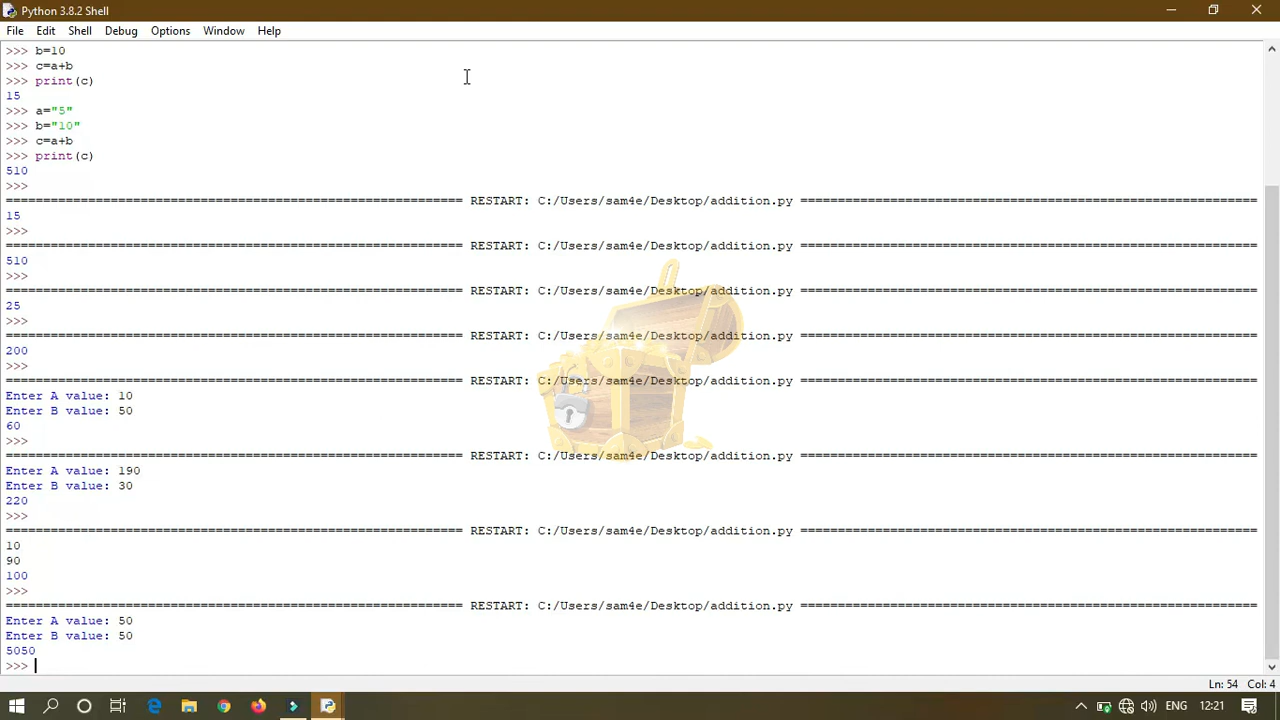 Python 3.8.2 Shell
File Edit Shell Debug Options Window Help
>>> b=10
>>> c=a+b
>>> print(c)
15
>>> a="5"
>>> b="10"
>>> c=a+b
>>> print(c)
510
>>>
============================================================= RESTART: C:/Users/sam4e/Desktop/addition.py =============================================================
15
>>>
============================================================= RESTART: C:/Users/sam4e/Desktop/addition.py =============================================================
510
>>>
============================================================= RESTART: C:/Users/sam4e/Desktop/addition.py =============================================================
25
>>>
============================================================= RESTART: C:/Users/sam4e/Desktop/addition.py =============================================================
200
>>>
============================================================= RESTART: C:/Users/sam4e/Desktop/addition.py =============================================================
Enter A value: 10
Enter B value: 50
60
>>>
============================================================= RESTART: C:/Users/sam4e/Desktop/addition.py =============================================================
Enter A value: 190
Enter B value: 30
220
>>>
============================================================= RESTART: C:/Users/sam4e/Desktop/addition.py =============================================================
10
90
100
>>>
============================================================= RESTART: C:/Users/sam4e/Desktop/addition.py =============================================================
Enter A value: 50
Enter B value: 50
5050
>>>
Ln: 54 Col: 4
ENG 12:21